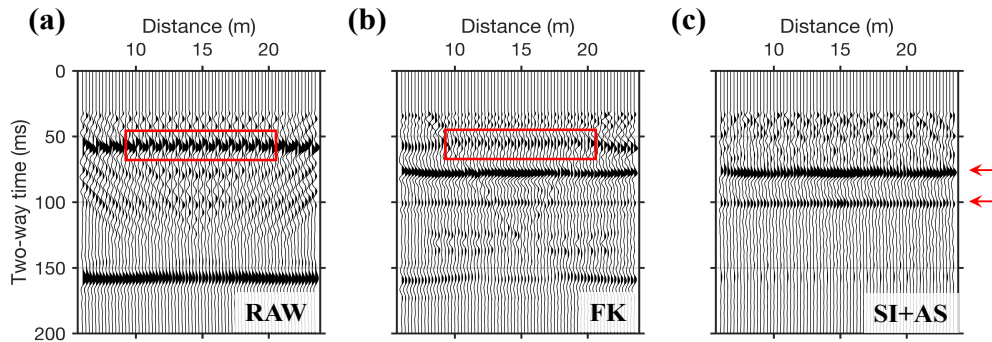 (a)
Distance (m)
10 15 20
0
50
100
150
200
Two-way time (ms)
RAW
(b)
Distance (m)
10 15 20
FK
(c)
Distance (m)
10 15 20
SI+AS